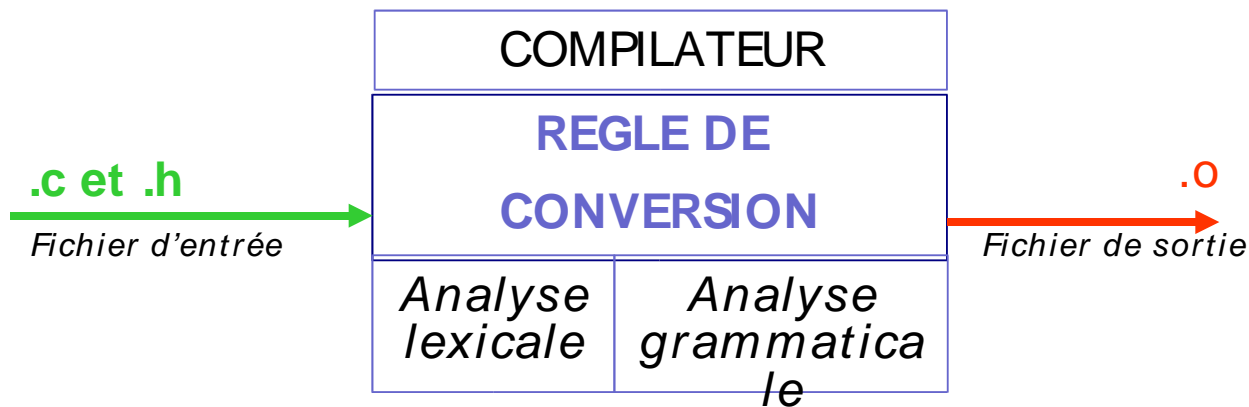 COMPILATEUR
REGLE DE
CONVERSION
.c et .h
Fichier d'entrée
.o
Fichier de sortie
Analyse
lexicale
Analyse
grammatica
le